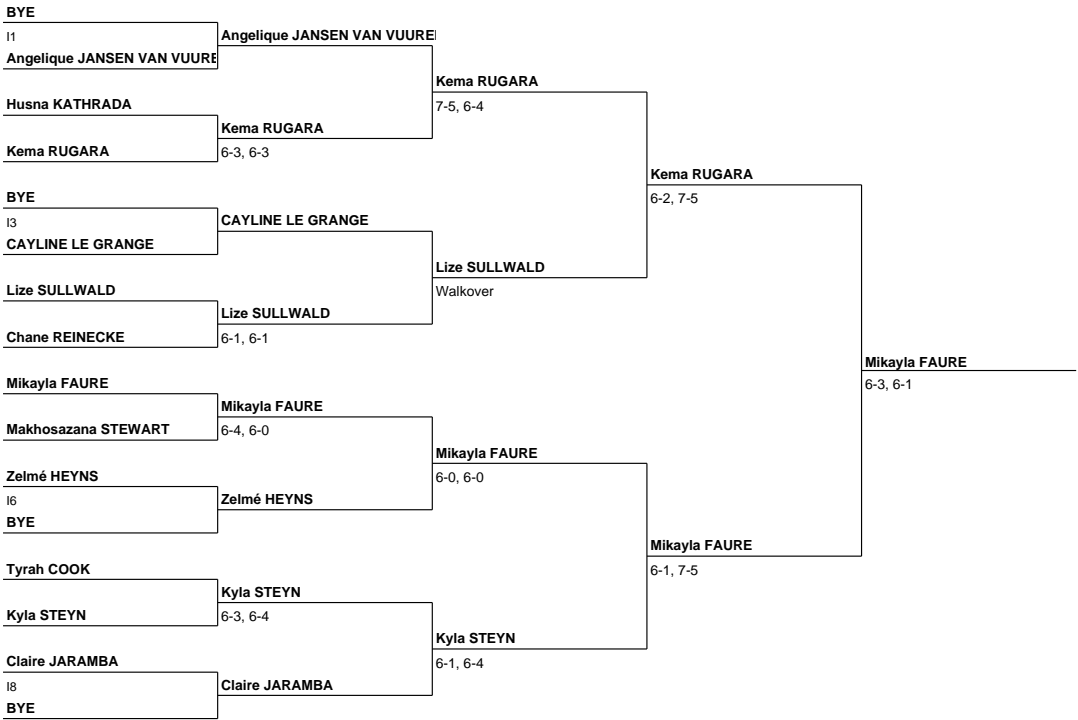 BYE
I1
Angelique JANSEN VAN VUURE
Husna KATHRADA
Kema RUGARA
BYE
I3
CAYLINE LE GRANGE
Lize SULLWALD
Chane REINECKE
Mikayla FAURE
Makhosazana STEWART
Zelmé HEYNS
I6
BYE
Tyrah COOK
Kyla STEYN
Claire JARAMBA
I8
BYE
Angelique JANSEN VAN VUURE
Kema RUGARA
6-3, 6-3
CAYLINE LE GRANGE
Lize SULLWALD
6-1, 6-1
Mikayla FAURE
6-4, 6-0
Zelmé HEYNS
Kyla STEYN
6-3, 6-4
Claire JARAMBA
Kema RUGARA
7-5, 6-4
Lize SULLWALD
Walkover
Mikayla FAURE
6-0, 6-0
Kyla STEYN
6-1, 6-4
Kema RUGARA
6-2, 7-5
Mikayla FAURE
6-1, 7-5
Mikayla FAURE
6-3, 6-1